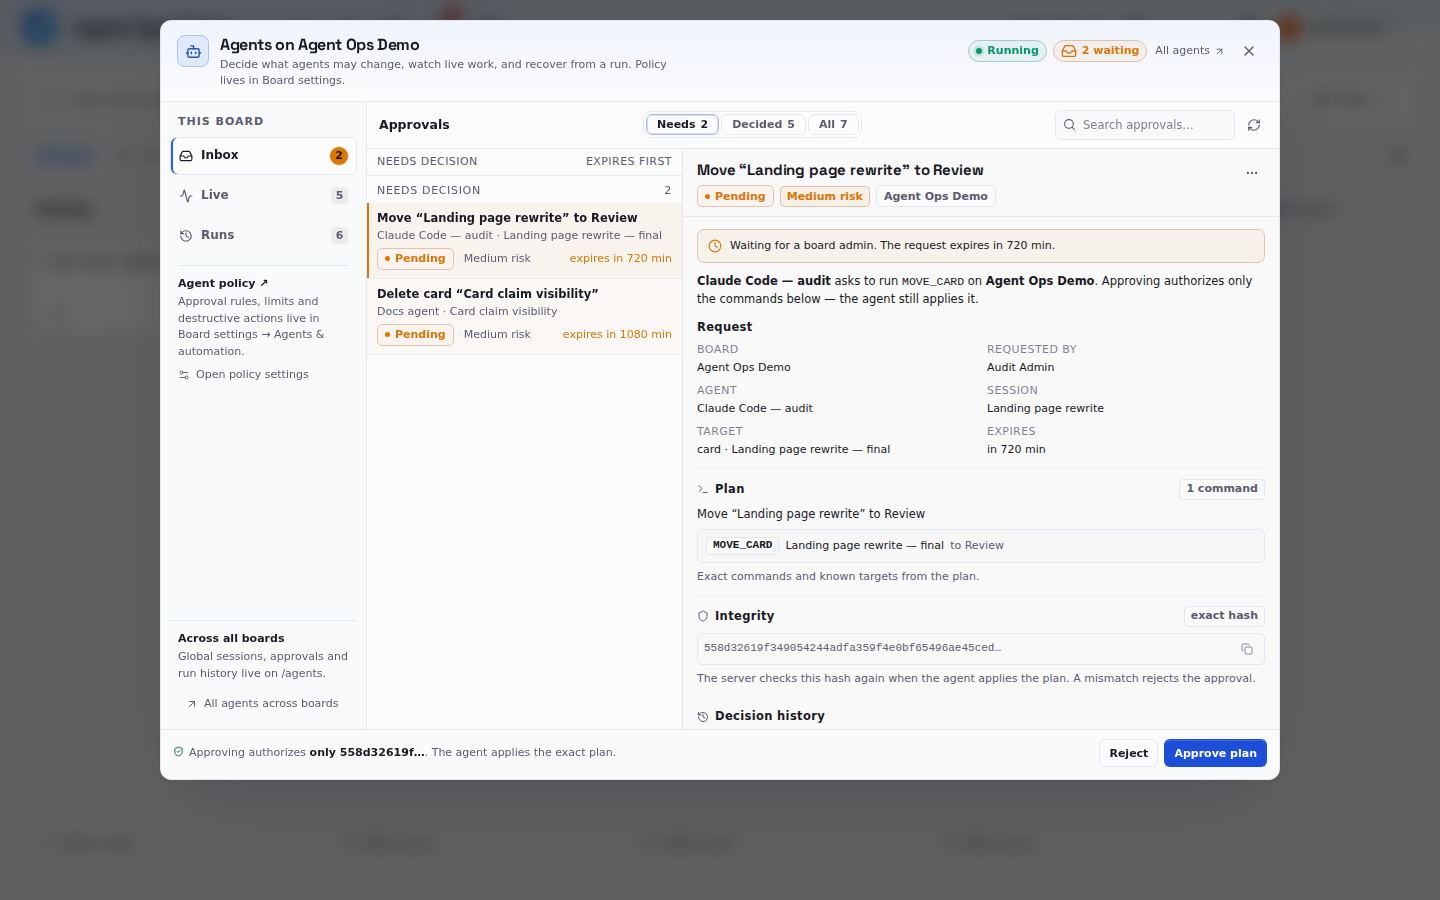 Agents on Agent Ops Demo
Decide what agents may change, watch live work, and recover from a run. Policy
lives in Board settings.
Running
2 waiting
All agents ↗
THIS BOARD
Inbox 2
Live 5
Runs 6
Agent policy ↗
Approval rules, limits and
destructive actions live in
Board settings → Agents &
automation.
Open policy settings
Across all boards
Global sessions, approvals and
run history live on /agents.
All agents across boards
Approvals
Needs 2 Decided 5 All 7
Search approvals...
NEEDS DECISION EXPIRES FIRST
NEEDS DECISION 2
Move “Landing page rewrite” to Review
Claude Code — audit · Landing page rewrite — final
Pending · Medium risk expires in 720 min
Delete card “Card claim visibility”
Docs agent · Card claim visibility
Pending · Medium risk expires in 1080 min
Move “Landing page rewrite” to Review
Pending Medium risk Agent Ops Demo
Waiting for a board admin. The request expires in 720 min.
Claude Code — audit asks to run MOVE_CARD on Agent Ops Demo. Approving authorizes only
the commands below — the agent still applies it.
Request
BOARD REQUESTED BY
Agent Ops Demo Audit Admin
AGENT SESSION
Claude Code — audit Landing page rewrite
TARGET EXPIRES
card · Landing page rewrite — final in 720 min
Plan 1 command
Move “Landing page rewrite” to Review
MOVE_CARD Landing page rewrite — final to Review
Exact commands and known targets from the plan.
Integrity exact hash
558d32619f349054244adfa359f4e0bf65496ae45ced…
The server checks this hash again when the agent applies the plan. A mismatch rejects the approval.
Decision history
Approving authorizes only 558d32619f…. The agent applies the exact plan.
Reject Approve plan